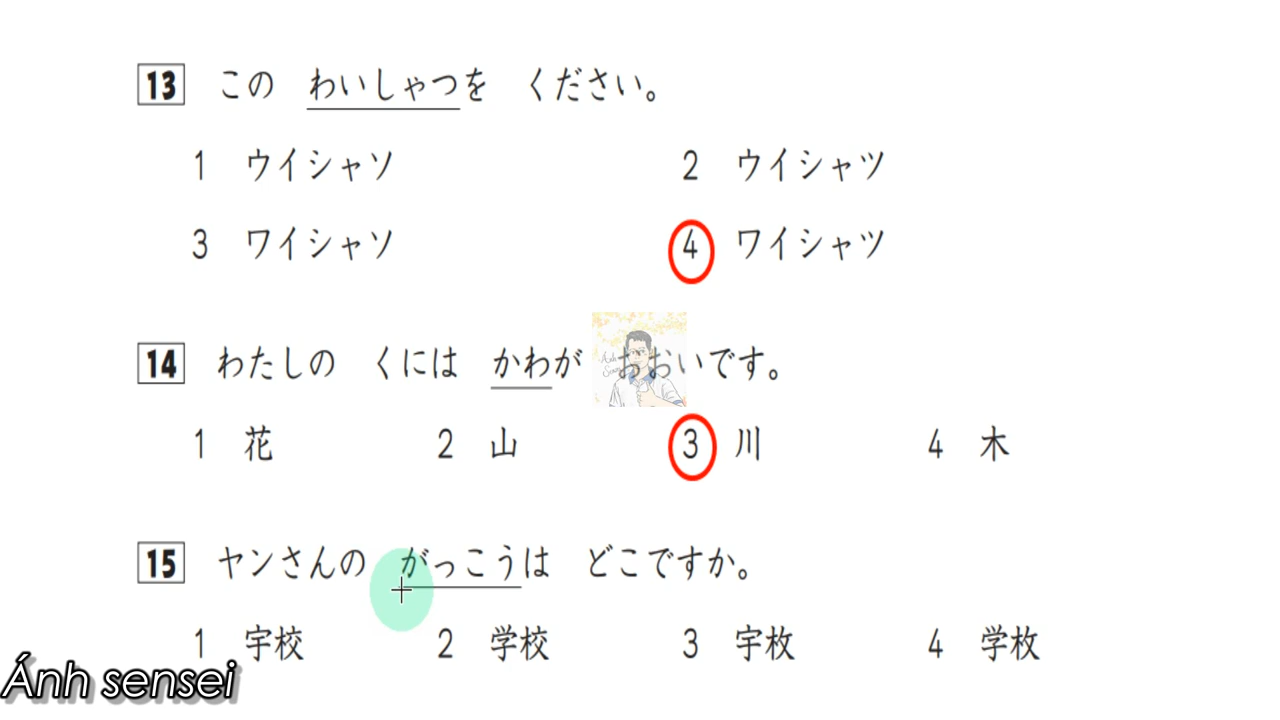 13 この わいしゃつを ください。
1 ウイシャソ 2 ウイシャツ
3 ワイシャソ 4 ワイシャツ
14 わたしの くには かわが おおいです。
1 花 2 山 3 川 4 木
15 ヤンさんの がっこうは どこですか。
1 宇校 2 学校 3 宇枚 4 学枚
Ánh sensei